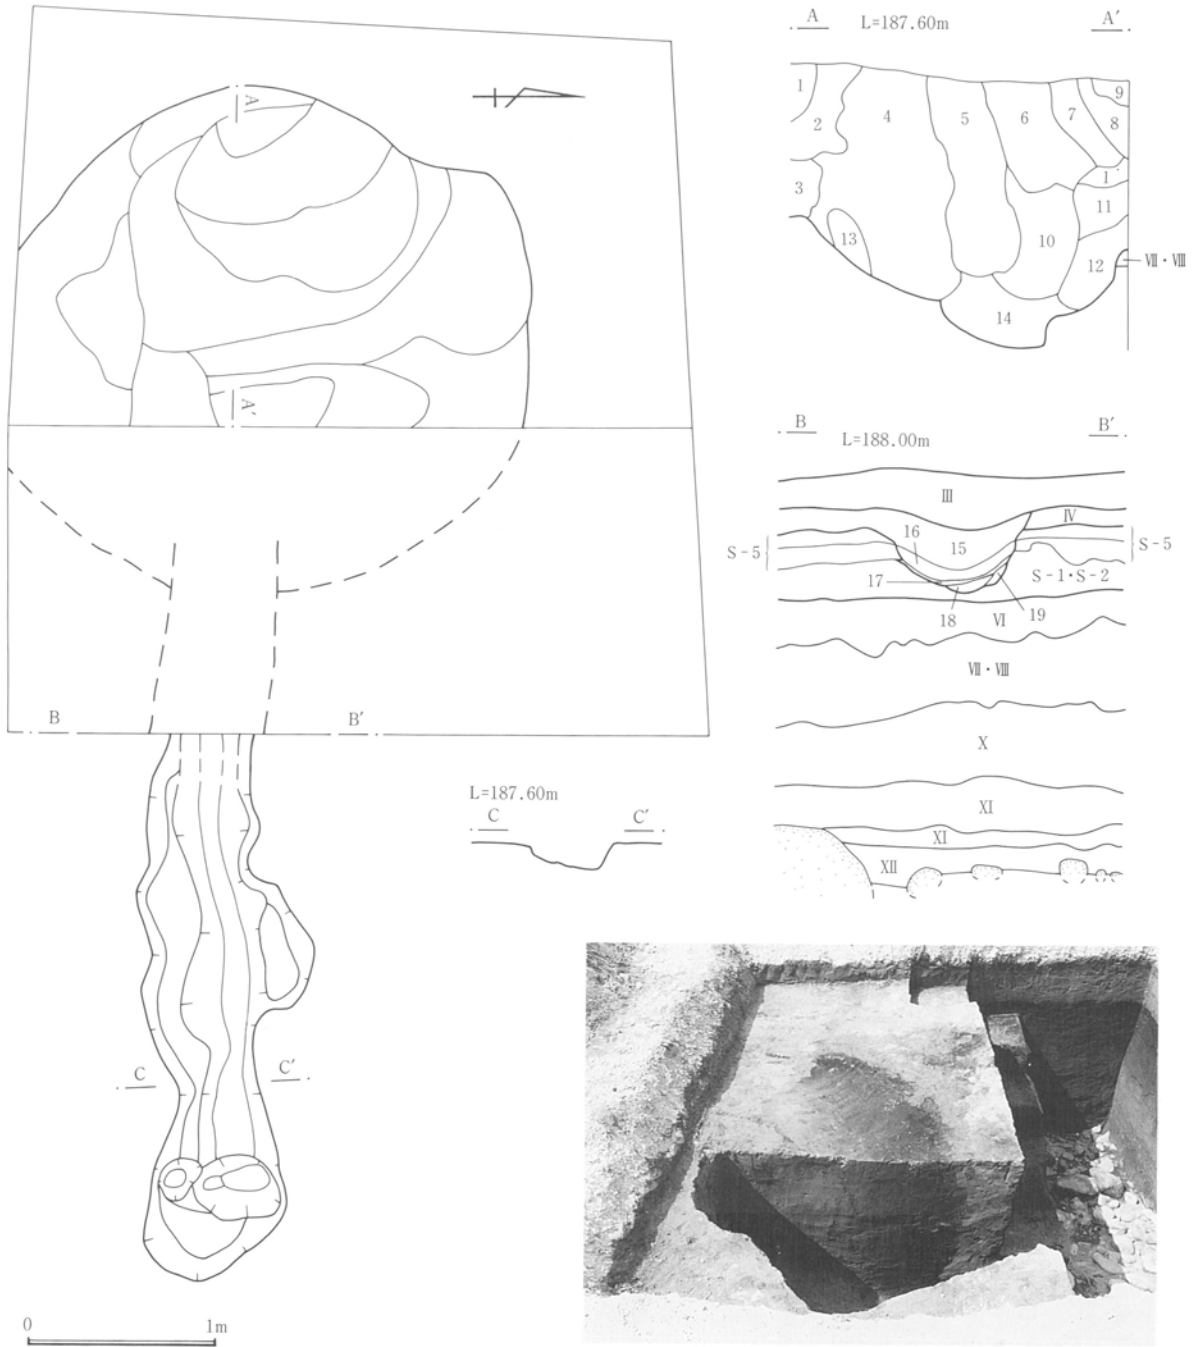 A
A′
B
B′
C
C′
0
1m
A
L=187.60m
A′
1
2
3
4
5
6
7
8
9
1
10
11
12
13
14
Ⅶ・Ⅷ
B
L=188.00m
B′
Ⅲ
Ⅳ
16
15
S-5
S-5
17
S-1・S-2
18
19
Ⅵ
Ⅶ・Ⅷ
Ⅹ
Ⅺ
Ⅺ
Ⅻ
L=187.60m
C
C′